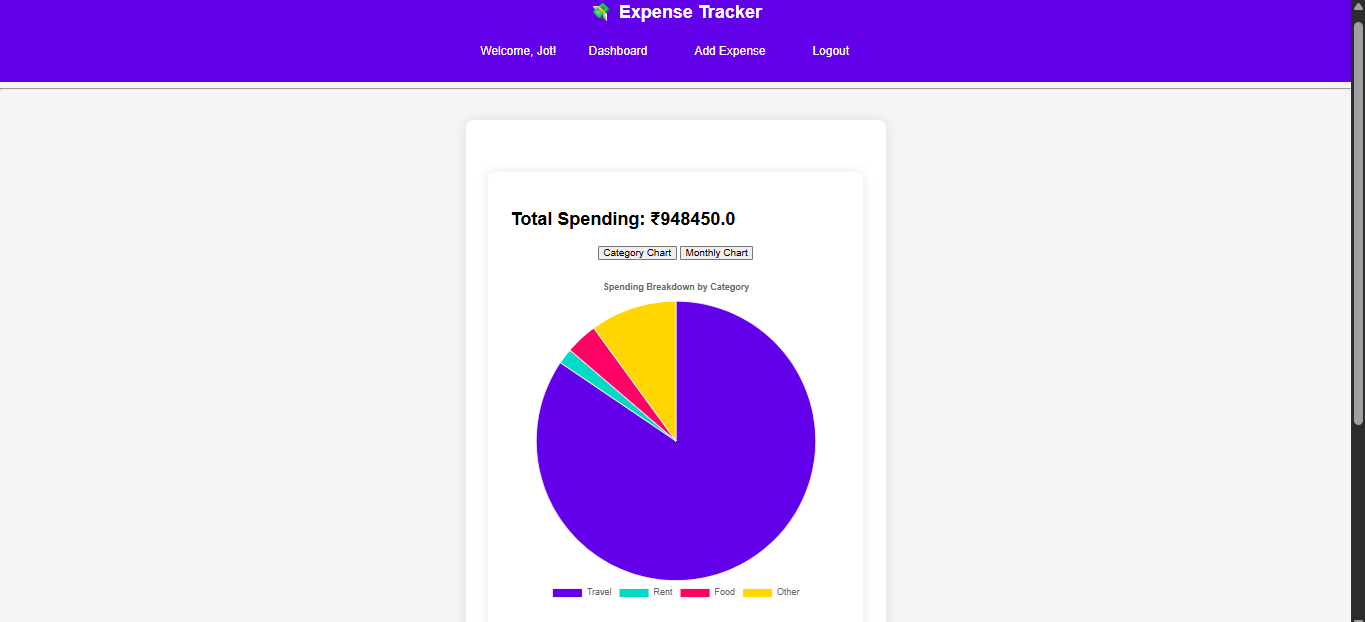 💸 Expense Tracker
Welcome, Jot! Dashboard Add Expense Logout
Total Spending: ₹948450.0
Category Chart Monthly Chart
Spending Breakdown by Category
Travel Rent Food Other